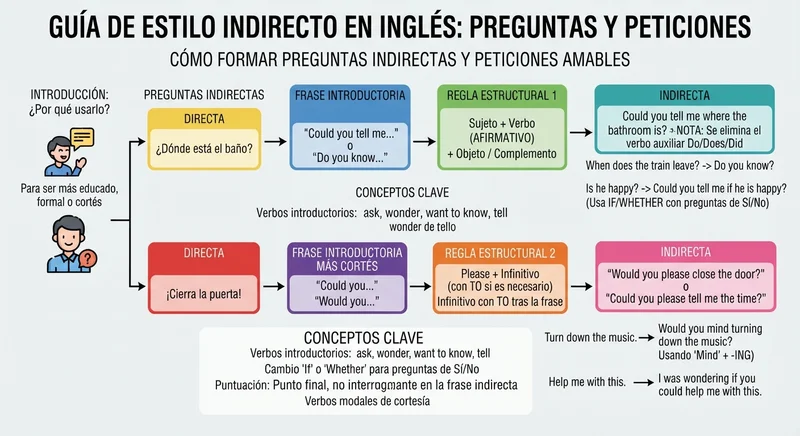 GUÍA DE ESTILO INDIRECTO EN INGLÉS: PREGUNTAS Y PETICIONES
CÓMO FORMAR PREGUNTAS INDIRECTAS Y PETICIONES AMABLES
INTRODUCCIÓN:
¿Por qué usarlo?
Para ser más educado,
formal o cortés
PREGUNTAS INDIRECTAS
DIRECTA
¿Dónde está el baño?
FRASE INTRODUCTORIA
“Could you tell me...”
o
“Do you know...”
REGLA ESTRUCTURAL 1
Sujeto + Verbo
(AFIRMATIVO)
+ Objeto / Complemento
INDIRECTA
Could you tell me where the
bathroom is? → NOTA: Se elimina el
verbo auxiliar Do/Does/Did
When does the train leave? -> Do you know?
Is he happy? -> Could you tell me if he is happy?
(Usa IF/WHETHER con preguntas de Sí/No)
CONCEPTOS CLAVE
Verbos introductorios: ask, wonder, want to know, tell
wonder de tello
DIRECTA
¡Cierra la puerta!
FRASE INTRODUCTORIA
MÁS CORTÉS
“Could you...”
“Would you...”
REGLA ESTRUCTURAL 2
Please + Infinitivo
(con TO si es necesario)
Infinitivo con TO tras la frase
INDIRECTA
“Would you please close the door?”
o
“Could you please tell me the time?”
CONCEPTOS CLAVE
Verbos introductorios: ask, wonder, want to know, tell
Cambio ‘If’ o ‘Whether’ para preguntas de Sí/No
Puntuación: Punto final, no interrogmante en la frase indirecta
Verbos modales de cortesía
Turn down the music. → Would you mind turning
down the music?
Usando ‘Mind’ + -ING)
Help me with this. → I was wondering if you
could help me with this.